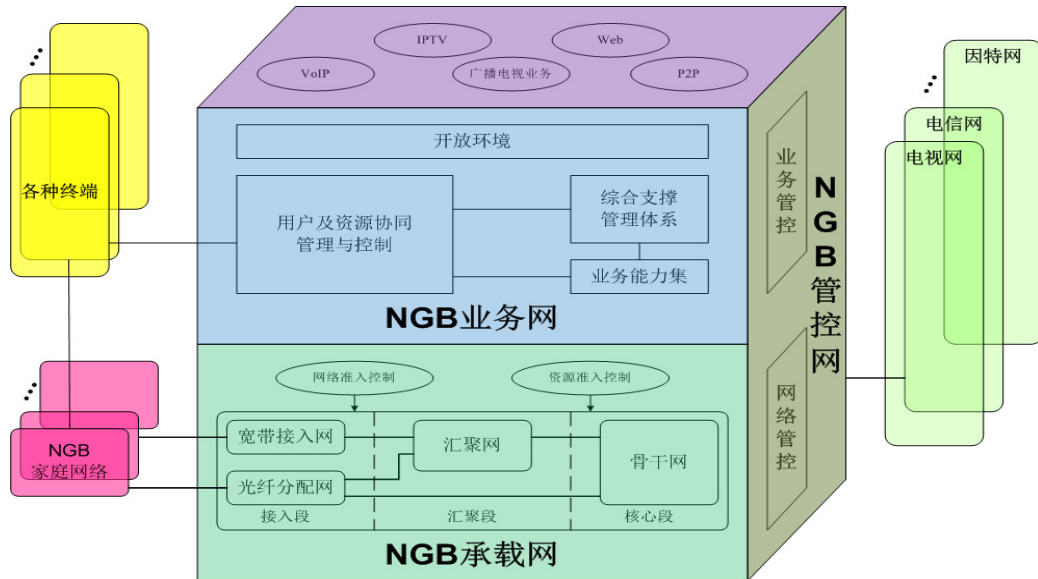 IPTV
Web
VoIP
广播电视业务
P2P
各种终端
开放环境
用户及资源协同
管理与控制
综合支撑
管理体系
业务能力集
NGB业务网
业务管控
NGB管控网
网络管控
因特网
电信网
电视网
NGB
家庭网络
网络准入控制
资源准入控制
宽带接入网
汇聚网
骨干网
光纤分配网
接入段
汇聚段
核心段
NGB承载网